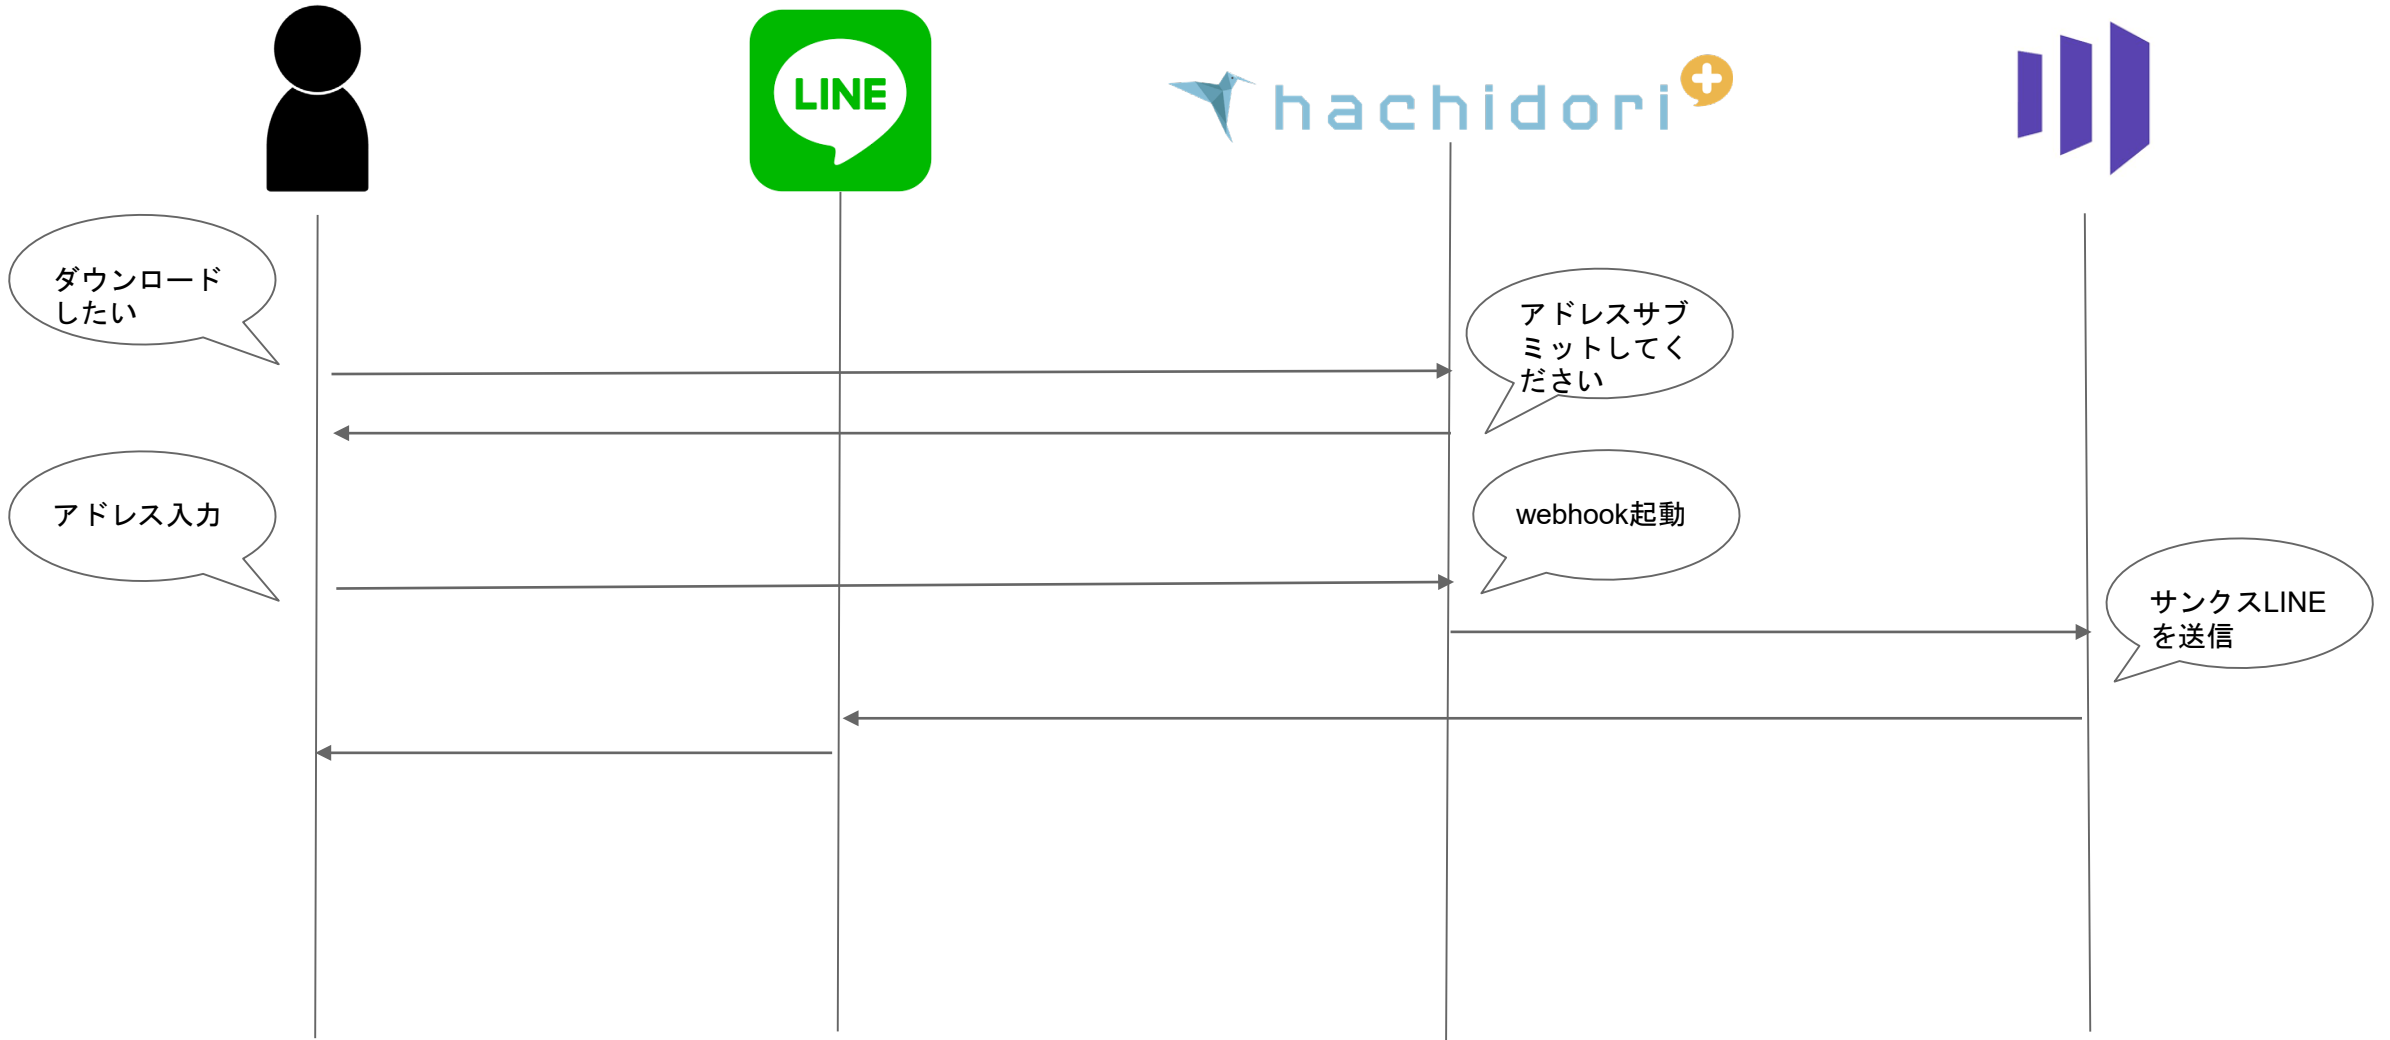 LINE
hachidori
ダウンロード
したい
アドレスサブ
ミットしてく
ださい
アドレス入力
webhook起動
サンクスLINE
を送信